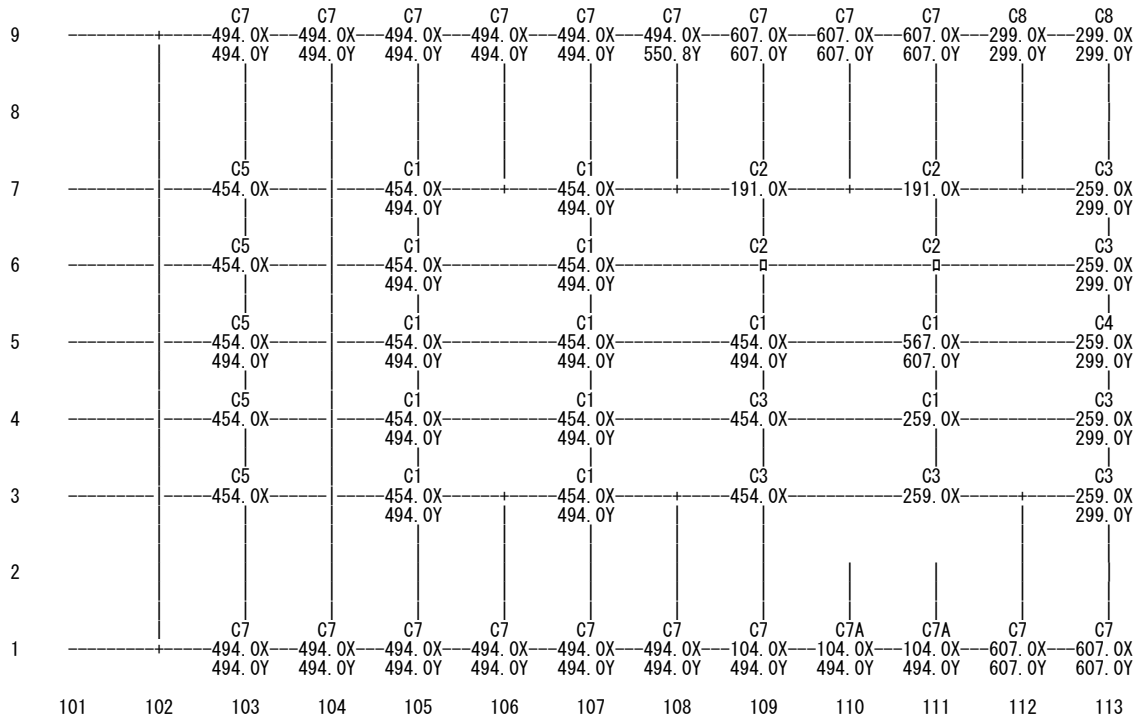 C7 C7 C7 C7 C7 C7 C7 C7 C7 C8 C8
9 494.0X 494.0X 494.0X 494.0X 494.0X 494.0X 607.0X 607.0X 607.0X 299.0X 299.0X
494.0Y 494.0Y 494.0Y 494.0Y 494.0Y 550.8Y 607.0Y 607.0Y 607.0Y 299.0Y 299.0Y
8
C5 C1 C1 C2 C2 C3
7 454.0X 454.0X 454.0X 191.0X 191.0X 259.0X
494.0Y 494.0Y 299.0Y
C5 C1 C1 C2 C2 C3
6 454.0X 454.0X 454.0X 259.0X
494.0Y 494.0Y 299.0Y
C5 C1 C1 C1 C1 C4
5 454.0X 454.0X 454.0X 454.0X 567.0X 259.0X
494.0Y 494.0Y 494.0Y 494.0Y 607.0Y 299.0Y
C5 C1 C1 C3 C1 C3
4 454.0X 454.0X 454.0X 454.0X 259.0X 259.0X
494.0Y 494.0Y 299.0Y
C5 C1 C1 C3 C3 C3
3 454.0X 454.0X 454.0X 454.0X 259.0X 259.0X
494.0Y 494.0Y 299.0Y
2
C7 C7 C7 C7 C7 C7 C7 C7A C7A C7 C7
1 494.0X 494.0X 494.0X 494.0X 494.0X 494.0X 104.0X 104.0X 104.0X 607.0X 607.0X
494.0Y 494.0Y 494.0Y 494.0Y 494.0Y 494.0Y 494.0Y 494.0Y 494.0Y 607.0Y 607.0Y
101 102 103 104 105 106 107 108 109 110 111 112 113